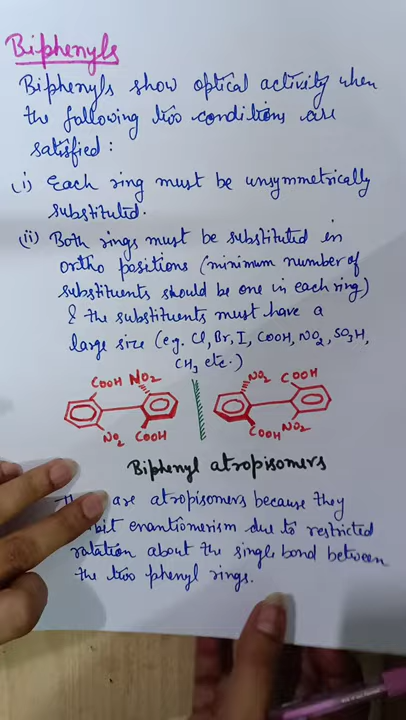 Biphenyls
Biphenyls show optical activity when
the following two conditions are
satisfied:
(i) Each ring must be unsymmetrically
substituted.
(ii) Both rings must be substituted in
ortho positions (minimum number of
substituents should be one in each ring)
& the substituents must have a
large size (eg. Cl, Br, I, COOH, NO2, SO3H,
CH3 etc.)
COOH NO2 NO2 COOH
NO2 COOH COOH NO2
Biphenyl atropisomers
are atropisomers because they
enantiomerism due to restricted
rotation about the single bond between
the two phenyl rings.